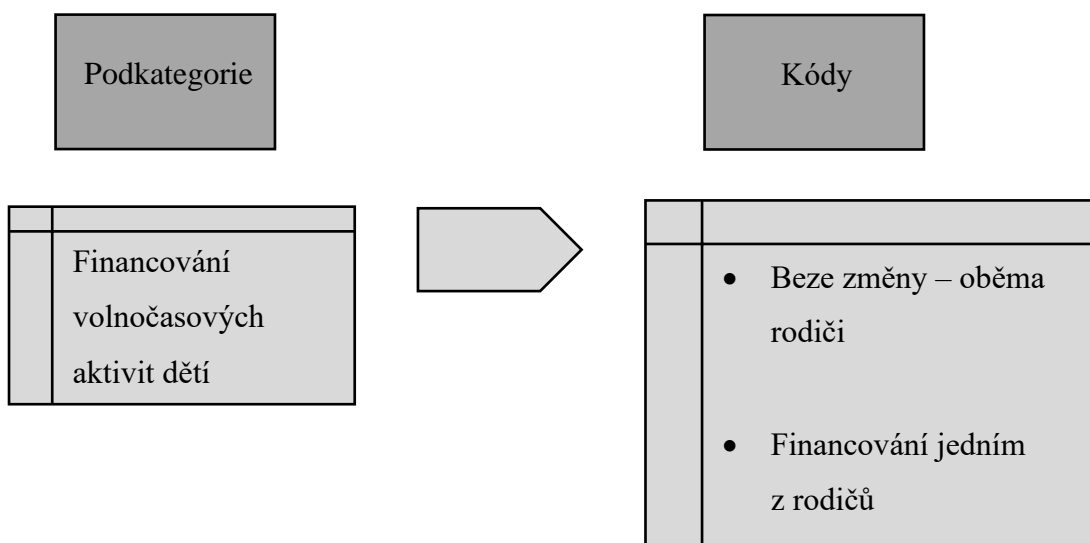 Podkategorie
Kódy
Financování
volnočasových
aktivit dětí
• Beze změny – oběma
rodiči
• Financování jedním
z rodičů